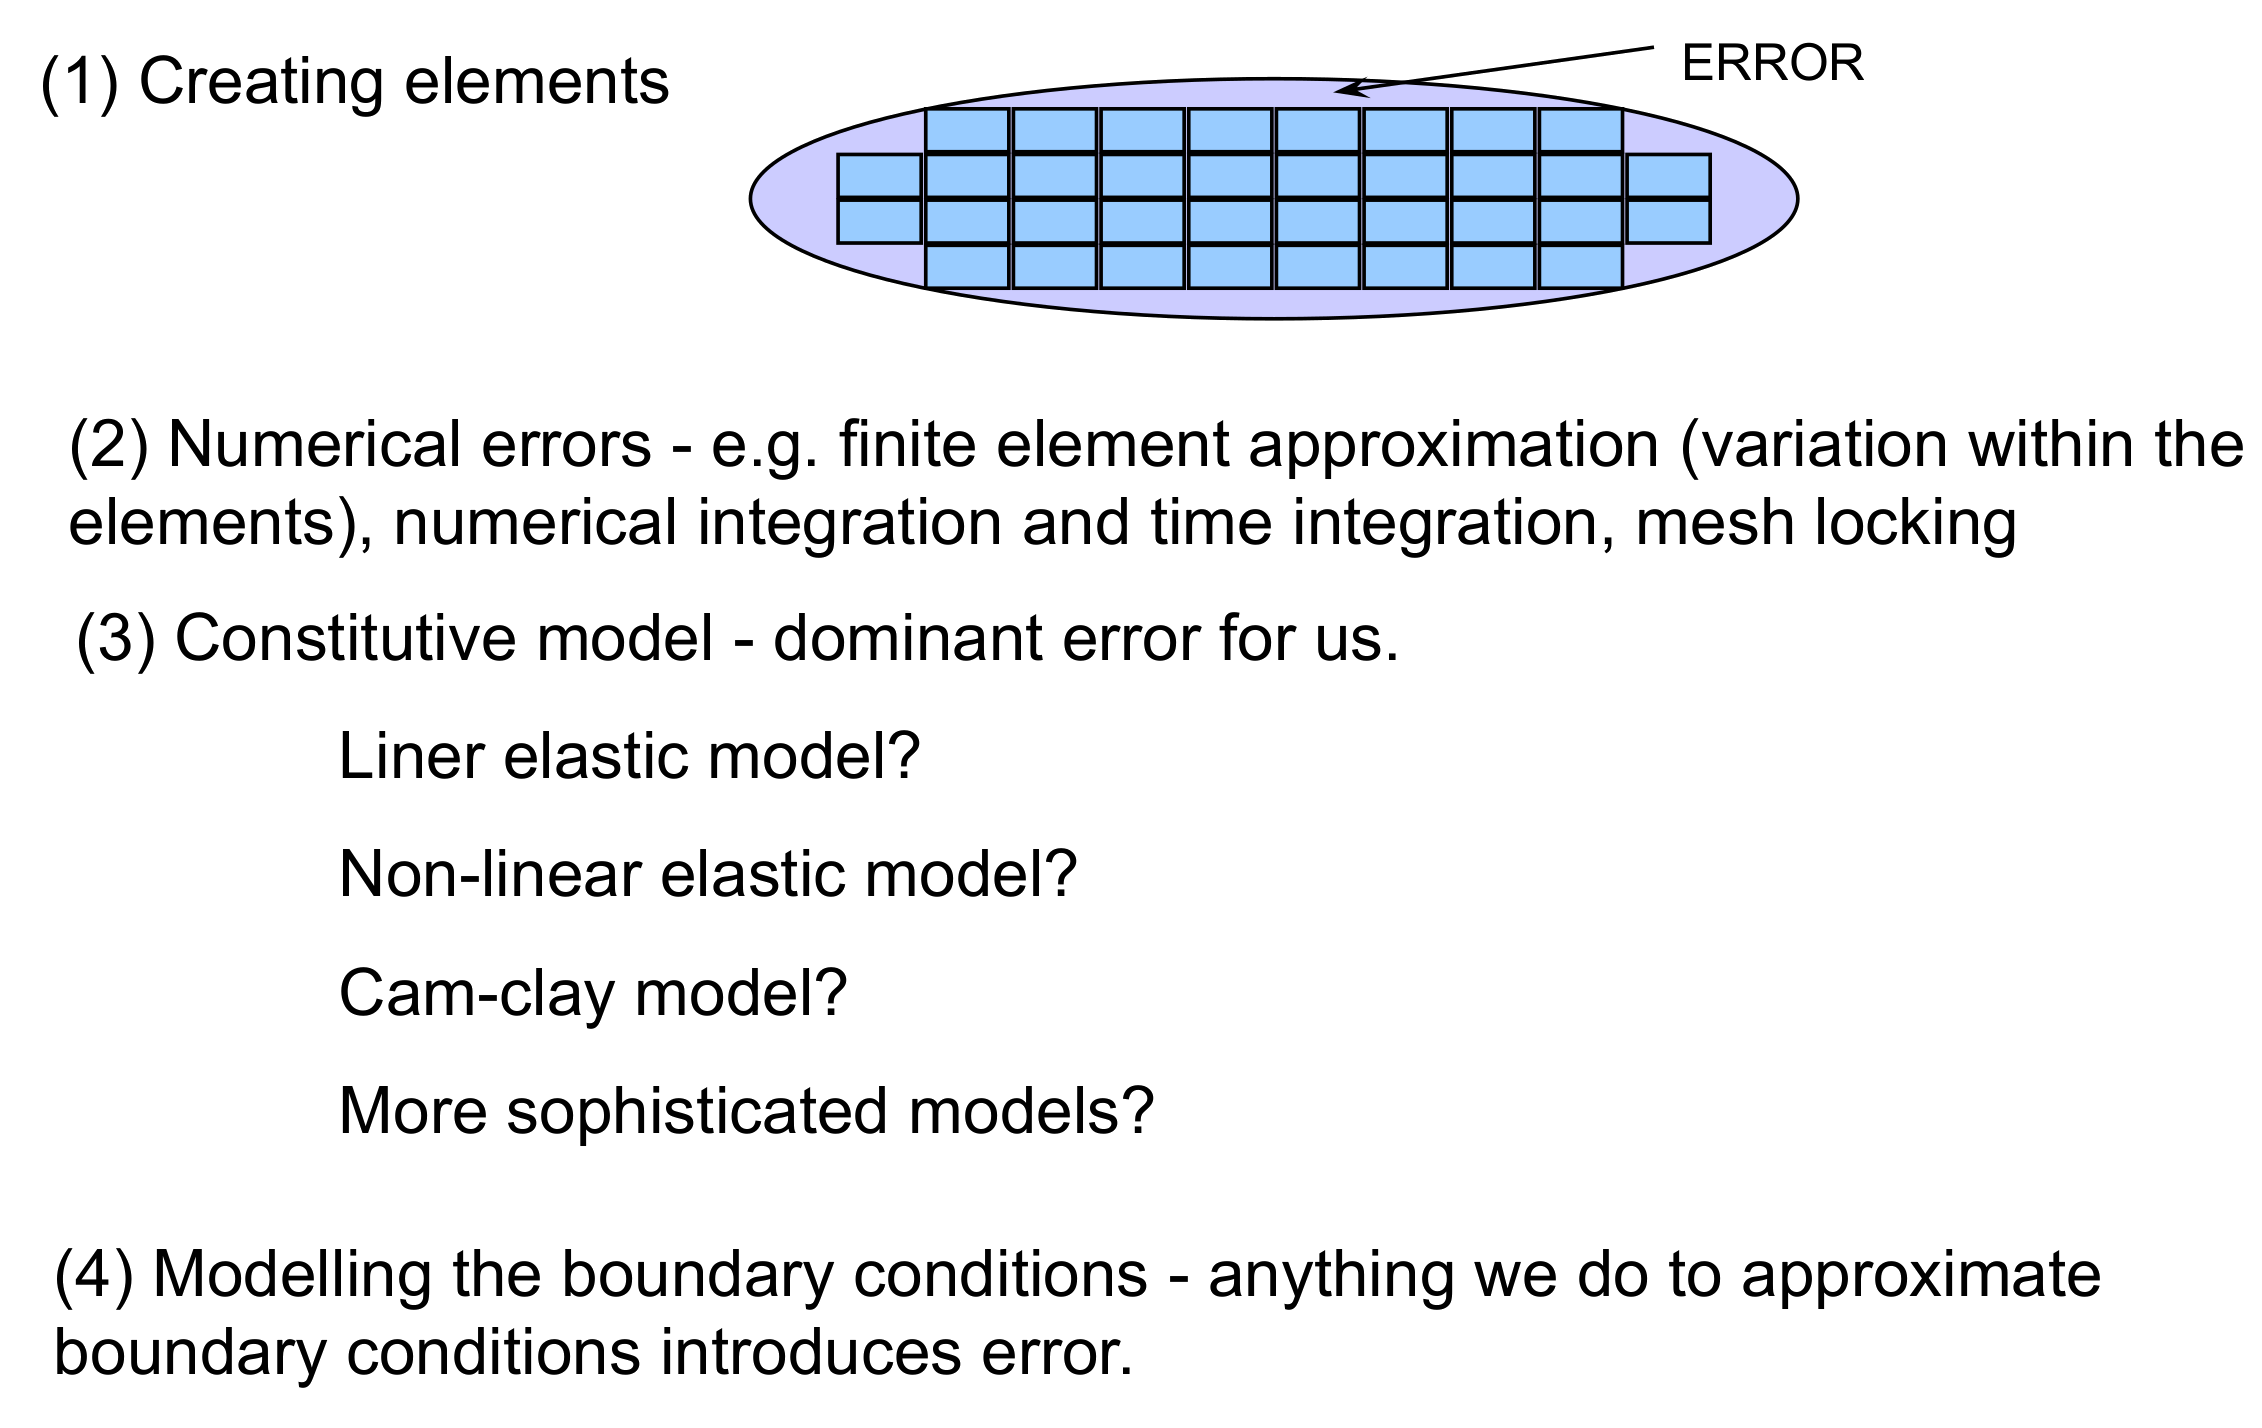 (1) Creating elements
ERROR
(2) Numerical errors - e.g. finite element approximation (variation within the
elements), numerical integration and time integration, mesh locking
(3) Constitutive model - dominant error for us.
Liner elastic model?
Non-linear elastic model?
Cam-clay model?
More sophisticated models?
(4) Modelling the boundary conditions - anything we do to approximate
boundary conditions introduces error.